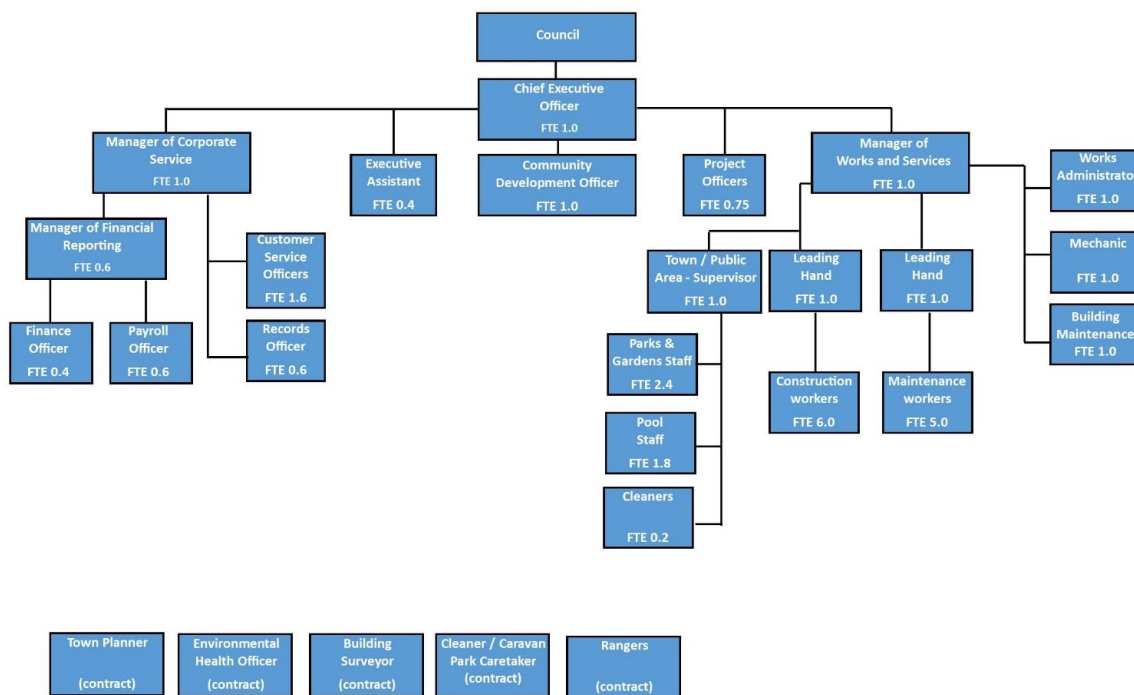 Council
Chief Executive
Officer
FTE 1.0
Manager of Corporate
Service
FTE 1.0
Executive
Assistant
FTE 0.4
Community
Development Officer
FTE 1.0
Project
Officers
FTE 0.75
Manager of
Works and Services
FTE 1.0
Works
Administrator
FTE 1.0
Manager of Financial
Reporting
FTE 0.6
Customer
Service
Officers
FTE 1.6
Town / Public
Area - Supervisor
FTE 1.0
Leading
Hand
FTE 1.0
Leading
Hand
FTE 1.0
Mechanic
FTE 1.0
Finance
Officer
FTE 0.4
Payroll
Officer
FTE 0.6
Records
Officer
FTE 0.6
Building
Maintenance
FTE 1.0
Parks &
Gardens Staff
FTE 2.4
Construction
workers
FTE 6.0
Maintenance
workers
FTE 5.0
Pool
Staff
FTE 1.8
Cleaners
FTE 0.2
Town Planner
(contract)
Environmental
Health Officer
(contract)
Building
Surveyor
(contract)
Cleaner / Caravan
Park Caretaker
(contract)
Rangers
(contract)